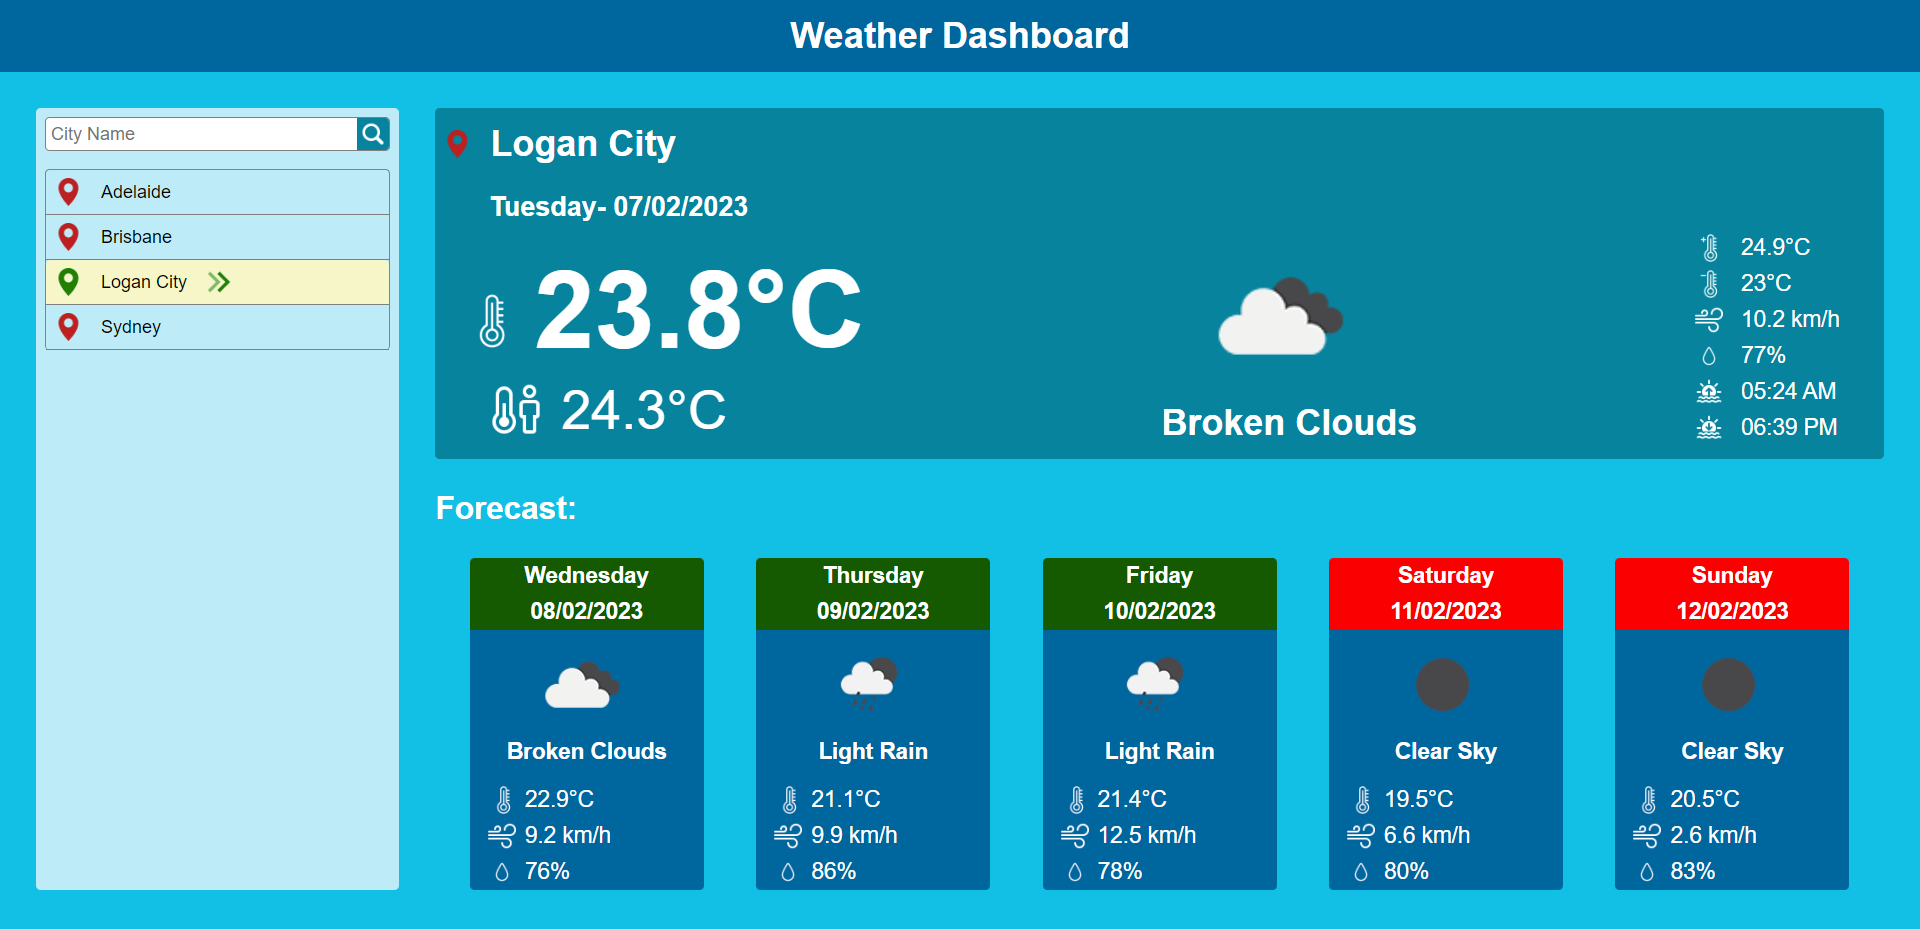 Weather Dashboard
City Name
Adelaide
Brisbane
Logan City
Sydney
Logan City
Tuesday- 07/02/2023
23.8°C
24.3°C
Broken Clouds
24.9°C
23°C
10.2 km/h
77%
05:24 AM
06:39 PM
Forecast:
Wednesday
08/02/2023
Broken Clouds
22.9°C
9.2 km/h
76%
Thursday
09/02/2023
Light Rain
21.1°C
9.9 km/h
86%
Friday
10/02/2023
Light Rain
21.4°C
12.5 km/h
78%
Saturday
11/02/2023
Clear Sky
19.5°C
6.6 km/h
80%
Sunday
12/02/2023
Clear Sky
20.5°C
2.6 km/h
83%